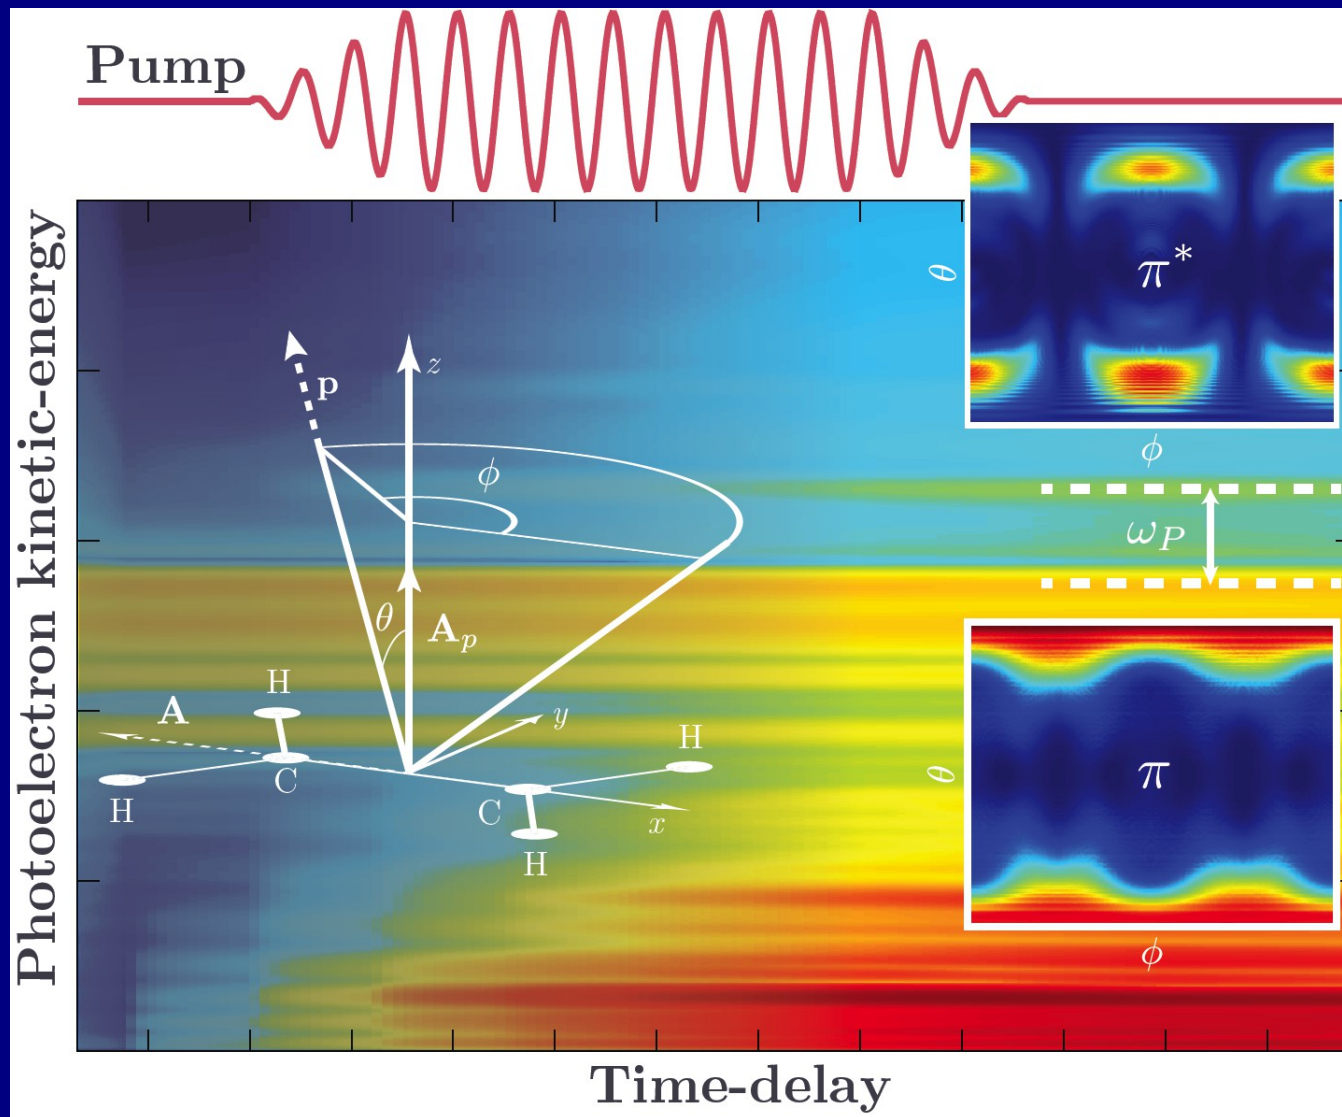 Pump
Photoelectron kinetic-energy
Time-delay
p
z
ϕ
θ
A_p
H
A
y
H
C
H
C
x
H
θ
π*
ϕ
ω_P
θ
π
ϕ